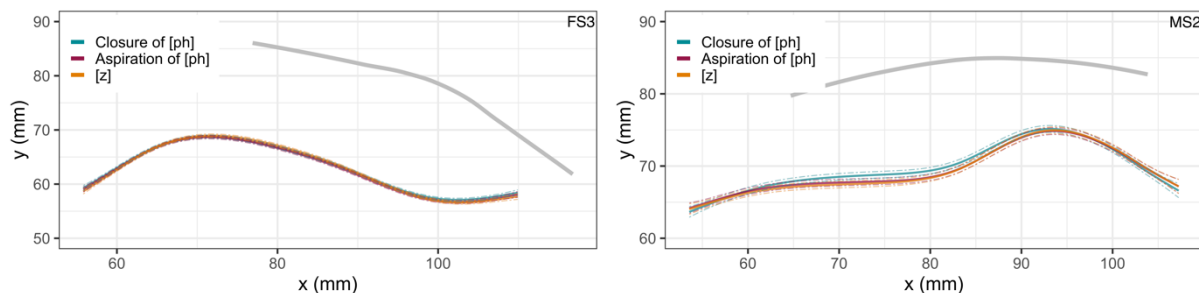 FS3
Closure of [ph]
Aspiration of [ph]
[z]
y (mm)
90
80
70
60
50
60
80
100
x (mm)
MS2
Closure of [ph]
Aspiration of [ph]
[z]
y (mm)
90
80
70
60
60
70
80
90
100
x (mm)